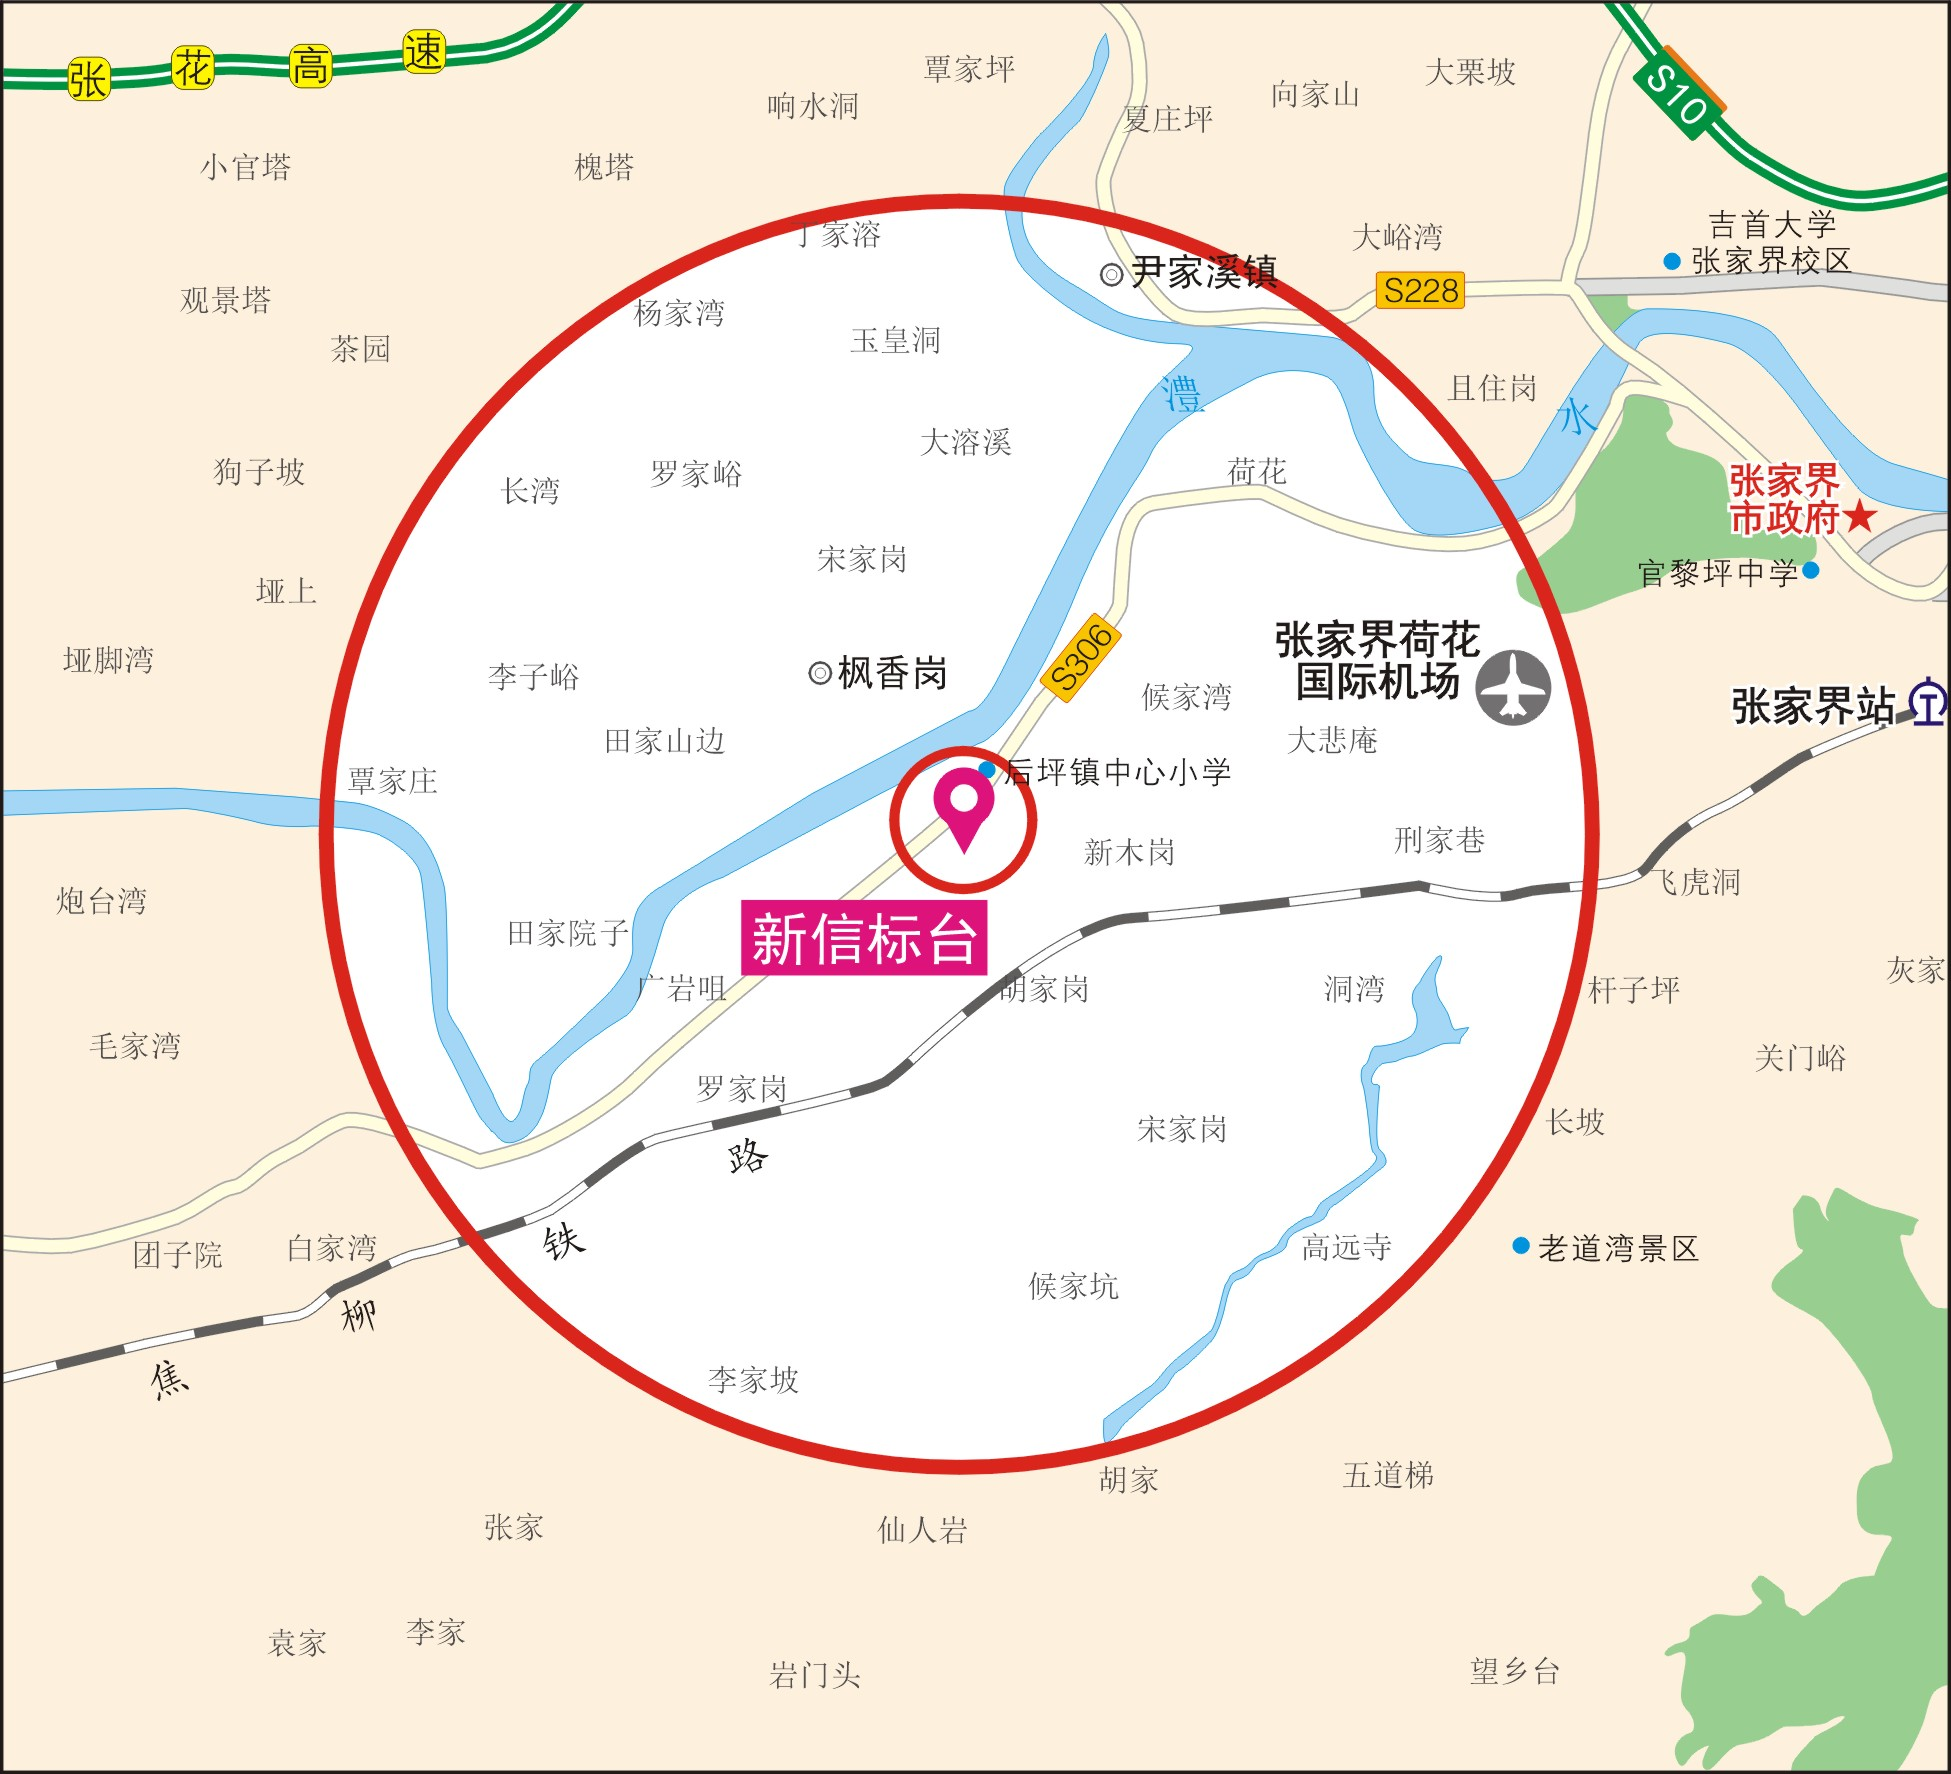 张花高速
S10
覃家坪
响水洞
夏庄坪
向家山
大栗坡
小官塔
槐塔
丁家溶
大峪湾
吉首大学
张家界校区
尹家溪镇
S228
观景塔
茶园
杨家湾
玉皇洞
澧水
且住岗
狗子坡
长湾
罗家峪
大溶溪
荷花
张家界
市政府
官黎坪中学
宋家岗
垭上
垭脚湾
李子峪
枫香岗
S306
候家湾
张家界荷花
国际机场
张家界站
田家山边
大悲庵
覃家庄
后坪镇中心小学
新木岗
刑家巷
飞虎洞
炮台湾
田家院子
新信标台
广岩咀
胡家岗
洞湾
杆子坪
灰家
毛家湾
关门峪
罗家岗
宋家岗
长坡
团子院
白家湾
焦柳铁路
高远寺
老道湾景区
候家坑
李家坡
胡家
五道梯
张家
仙人岩
袁家
李家
岩门头
望乡台